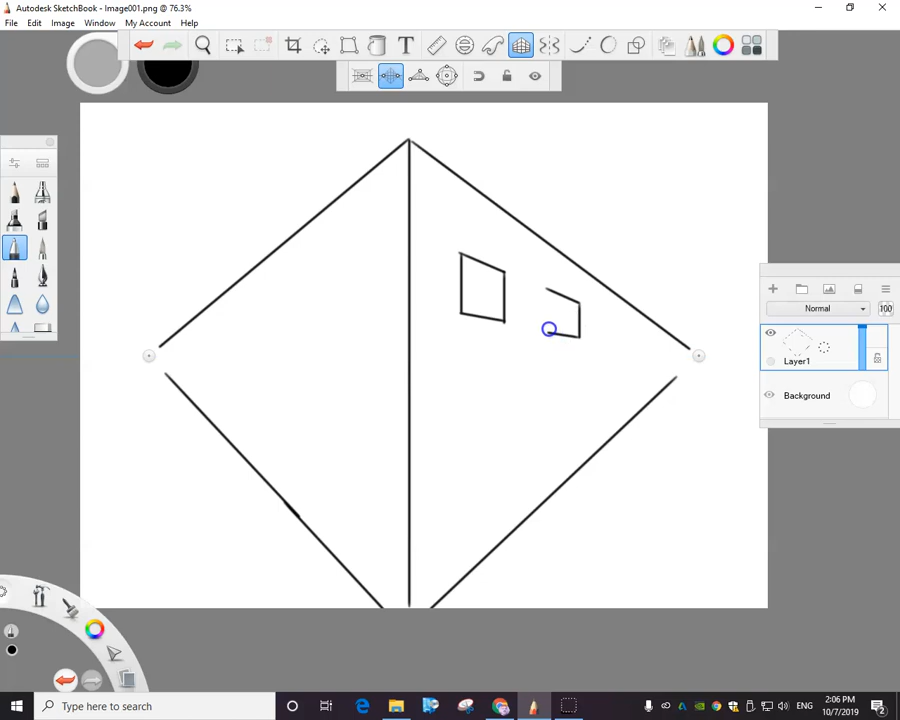 Autodesk SketchBook - Image001.png @ 76.3%
File Edit Image Window My Account Help
T
Normal 100
Layer1
Background
Type here to search
ENG
2:06 PM
10/7/2019
2